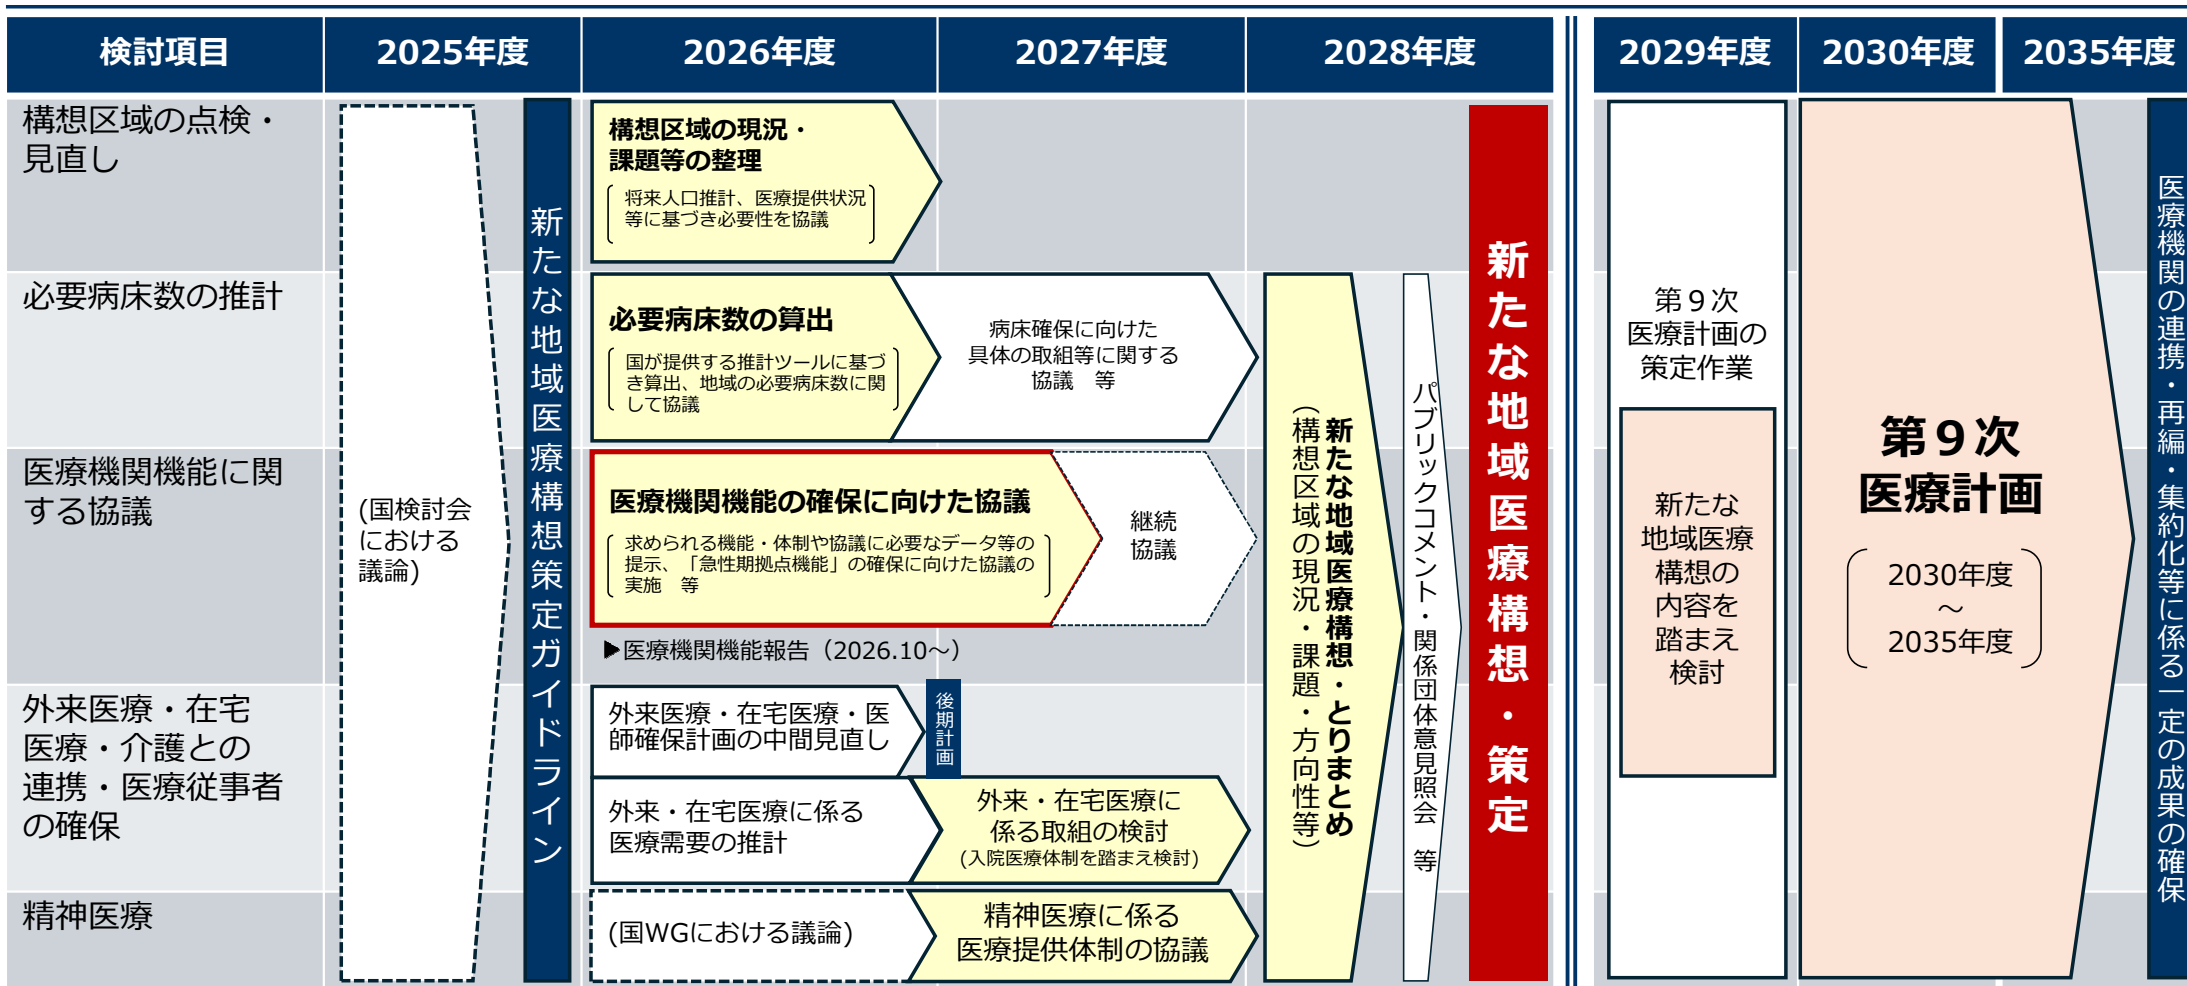 検討項目
2025年度
2026年度
2027年度
2028年度
2029年度
2030年度
2035年度
構想区域の点検・
見直し
必要病床数の推計
医療機関機能に関
する協議
外来医療・在宅
医療・介護との
連携・医療従事者
の確保
精神医療
(国検討会
における
議論)
新たな地域医療構想策定ガイドライン
構想区域の現況・
課題等の整理
将来人口推計、医療提供状況
等に基づき必要性を協議
必要病床数の算出
国が提供する推計ツールに基づ
き算出、地域の必要病床数に関
して協議
病床確保に向けた
具体の取組等に関する
協議　等
医療機関機能の確保に向けた協議
求められる機能・体制や協議に必要なデータ等の
提示、「急性期拠点機能」の確保に向けた協議の
実施　等
継続
協議
▶医療機関機能報告（2026.10～）
外来医療・在宅医療・医
師確保計画の中間見直し
後期計画
外来・在宅医療に係る
医療需要の推計
外来・在宅医療に
係る取組の検討
(入院医療体制を踏まえ検討)
(国WGにおける議論)
精神医療に係る
医療提供体制の協議
新たな地域医療構想・とりまとめ
（構想区域の現況・課題・方向性等）
パブリックコメント・関係団体意見照会　等
新たな地域医療構想・策定
第９次
医療計画の
策定作業
新たな
地域医療
構想の
内容を
踏まえ
検討
第９次
医療計画
2030年度
～
2035年度
医療機関の連携・再編・集約化等に係る一定の成果の確保